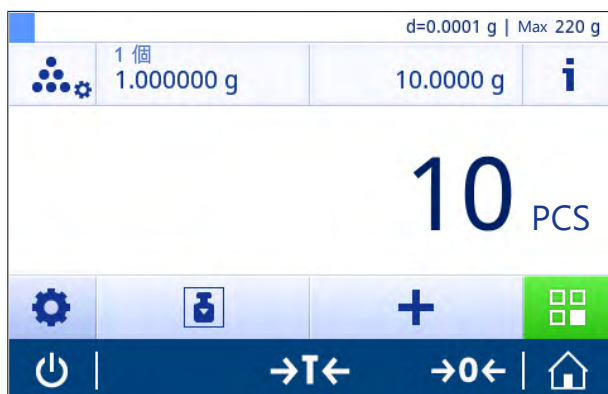 d=0.0001 g | Max 220 g
1 個
1.000000 g
10.0000 g
i
10 PCS
→T← →0←